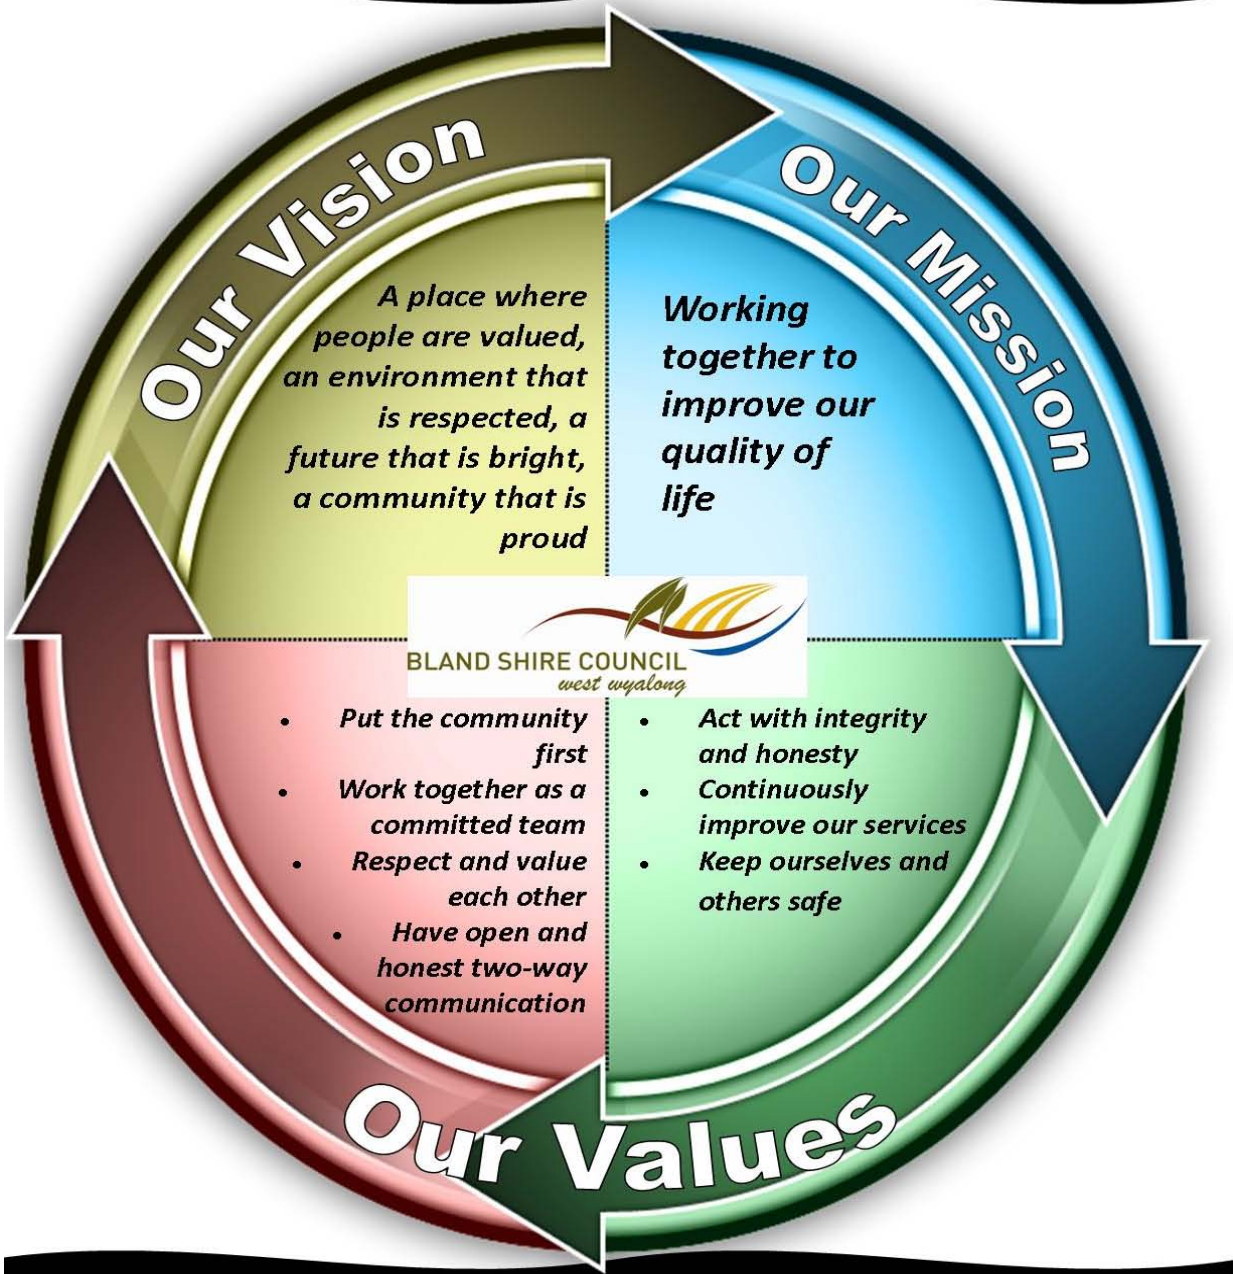 Our Vision
A place where
people are valued,
an environment that
is respected, a
future that is bright,
a community that is
proud
Our Mission
Working
together to
improve our
quality of
life
BLAND SHIRE COUNCIL
west wyalong
• Put the community
first
• Work together as a
committed team
• Respect and value
each other
• Have open and
honest two-way
communication
• Act with integrity
and honesty
• Continuously
improve our services
• Keep ourselves and
others safe
Our Values